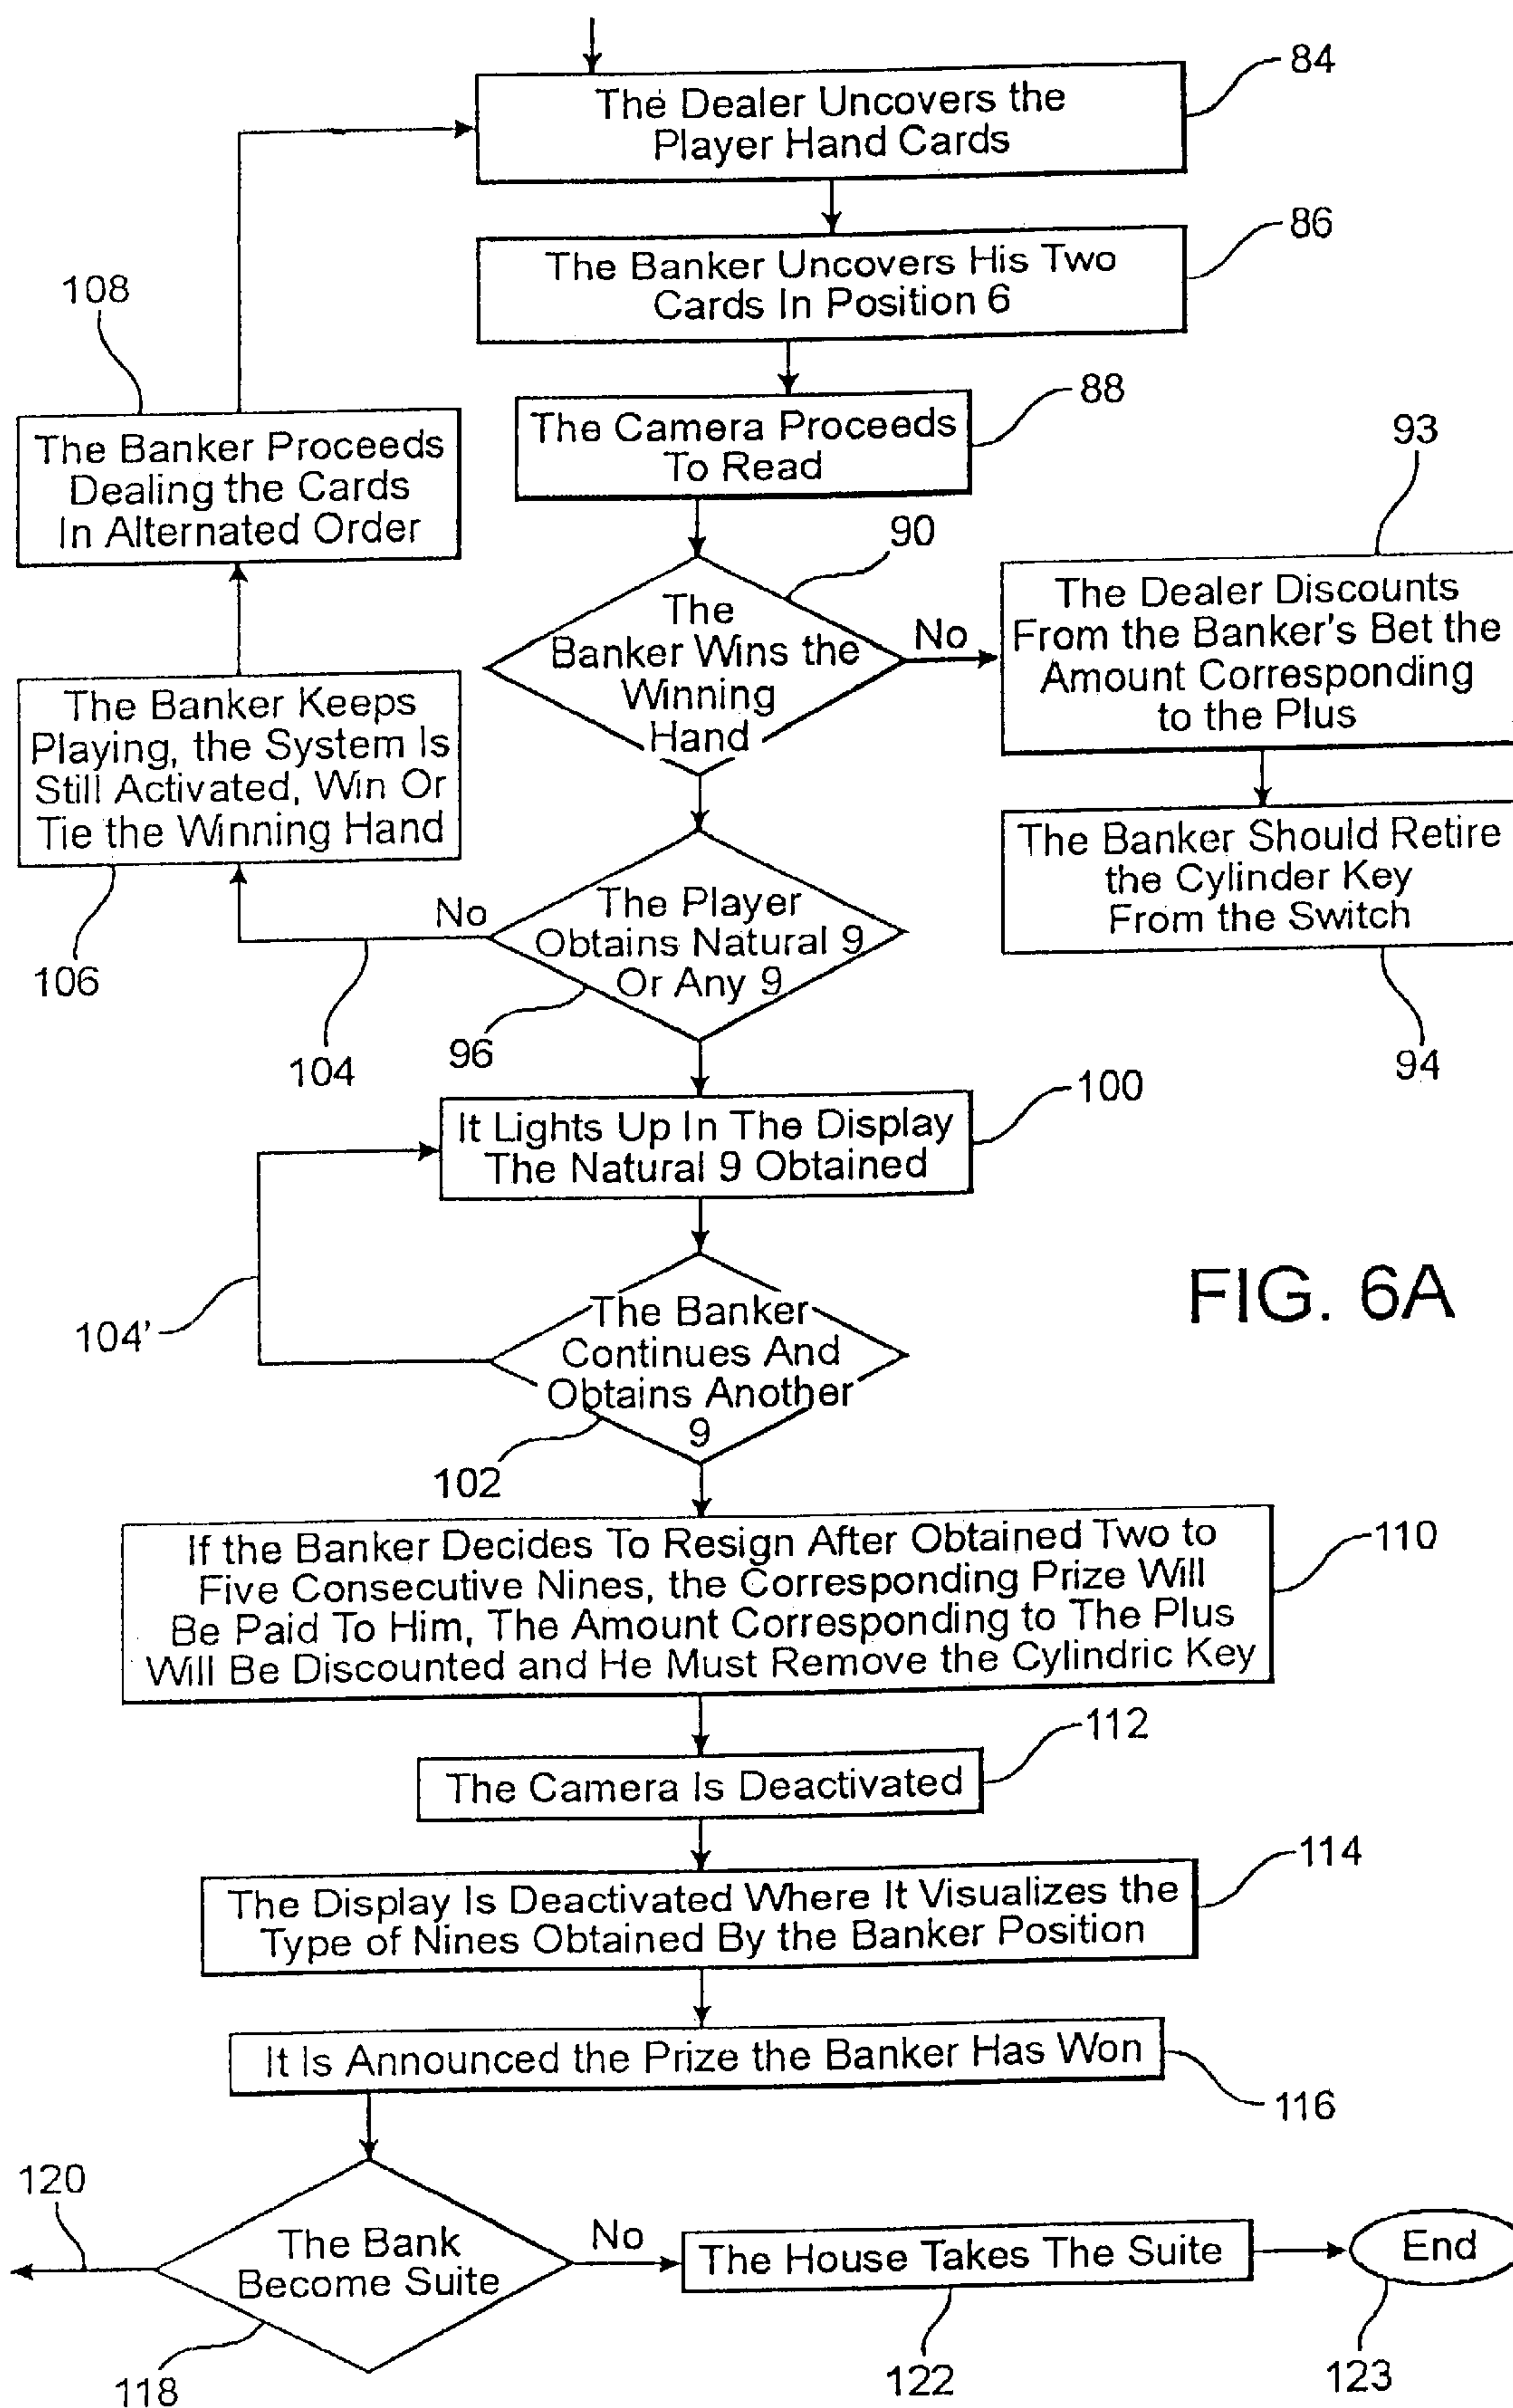 84
The Dealer Uncovers the
Player Hand Cards
86
The Banker Uncovers His Two
Cards In Position 6
108
88
The Camera Proceeds
To Read
93
The Banker Proceeds
Dealing the Cards
In Alternated Order
90
The
Banker Wins the
Winning
Hand
No
The Dealer Discounts
From the Banker's Bet the
Amount Corresponding
to the Plus
The Banker Keeps
Playing, the System Is
Still Activated, Win Or
Tie the Winning Hand
The Banker Should Retire
the Cylinder Key
From the Switch
No
The Player
Obtains Natural 9
Or Any 9
106
104
96
94
100
It Lights Up In The Display
The Natural 9 Obtained
FIG. 6A
104'
The Banker
Continues And
Obtains Another
9
102
If the Banker Decides To Resign After Obtained Two to
Five Consecutive Nines, the Corresponding Prize Will
Be Paid To Him, The Amount Corresponding to The Plus
Will Be Discounted and He Must Remove the Cylindric Key
110
112
The Camera Is Deactivated
114
The Display Is Deactivated Where It Visualizes the
Type of Nines Obtained By the Banker Position
It Is Announced the Prize the Banker Has Won
116
120
The Bank
Become Suite
No
The House Takes The Suite
End
118
122
123